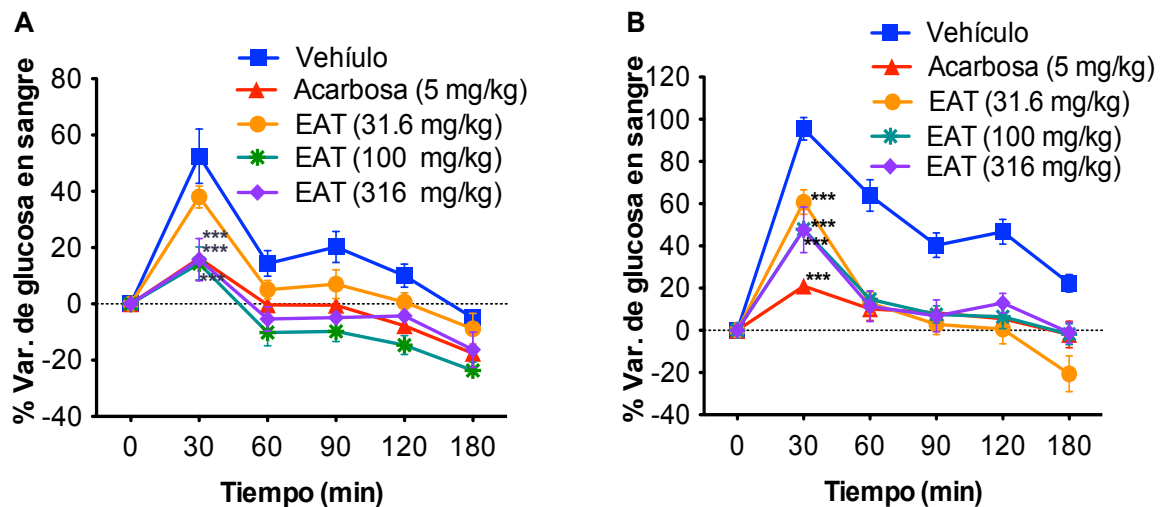 A
Vehíulo
Acarbosa (5 mg/kg)
EAT (31.6 mg/kg)
EAT (100 mg/kg)
EAT (316 mg/kg)
% Var. de glucosa en sangre
80
60
40
20
0
-20
-40
***
***
***
0 30 60 90 120 180
Tiempo (min)
B
Vehículo
Acarbosa (5 mg/kg)
EAT (31.6 mg/kg)
EAT (100 mg/kg)
EAT (316 mg/kg)
% Var. de glucosa en sangre
120
100
80
60
40
20
0
-20
-40
***
***
***
***
0 30 60 90 120 180
Tiempo (min)